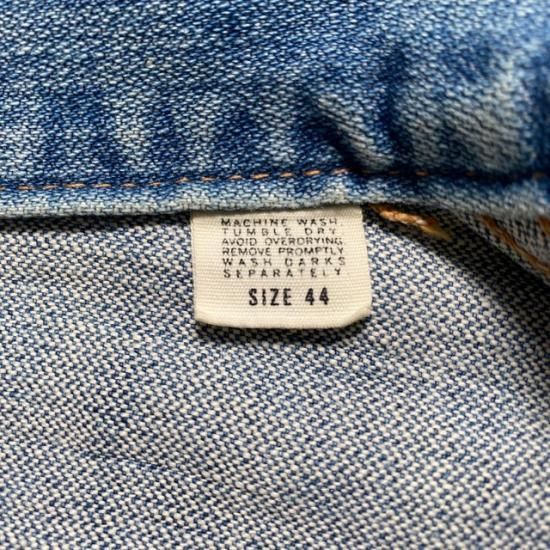 MACHINE WASH.
TUMBLE DRY.
AVOID OVERDRYING.
REMOVE PROMPTLY
WASH DARKS
SEPARATELY
SIZE 44